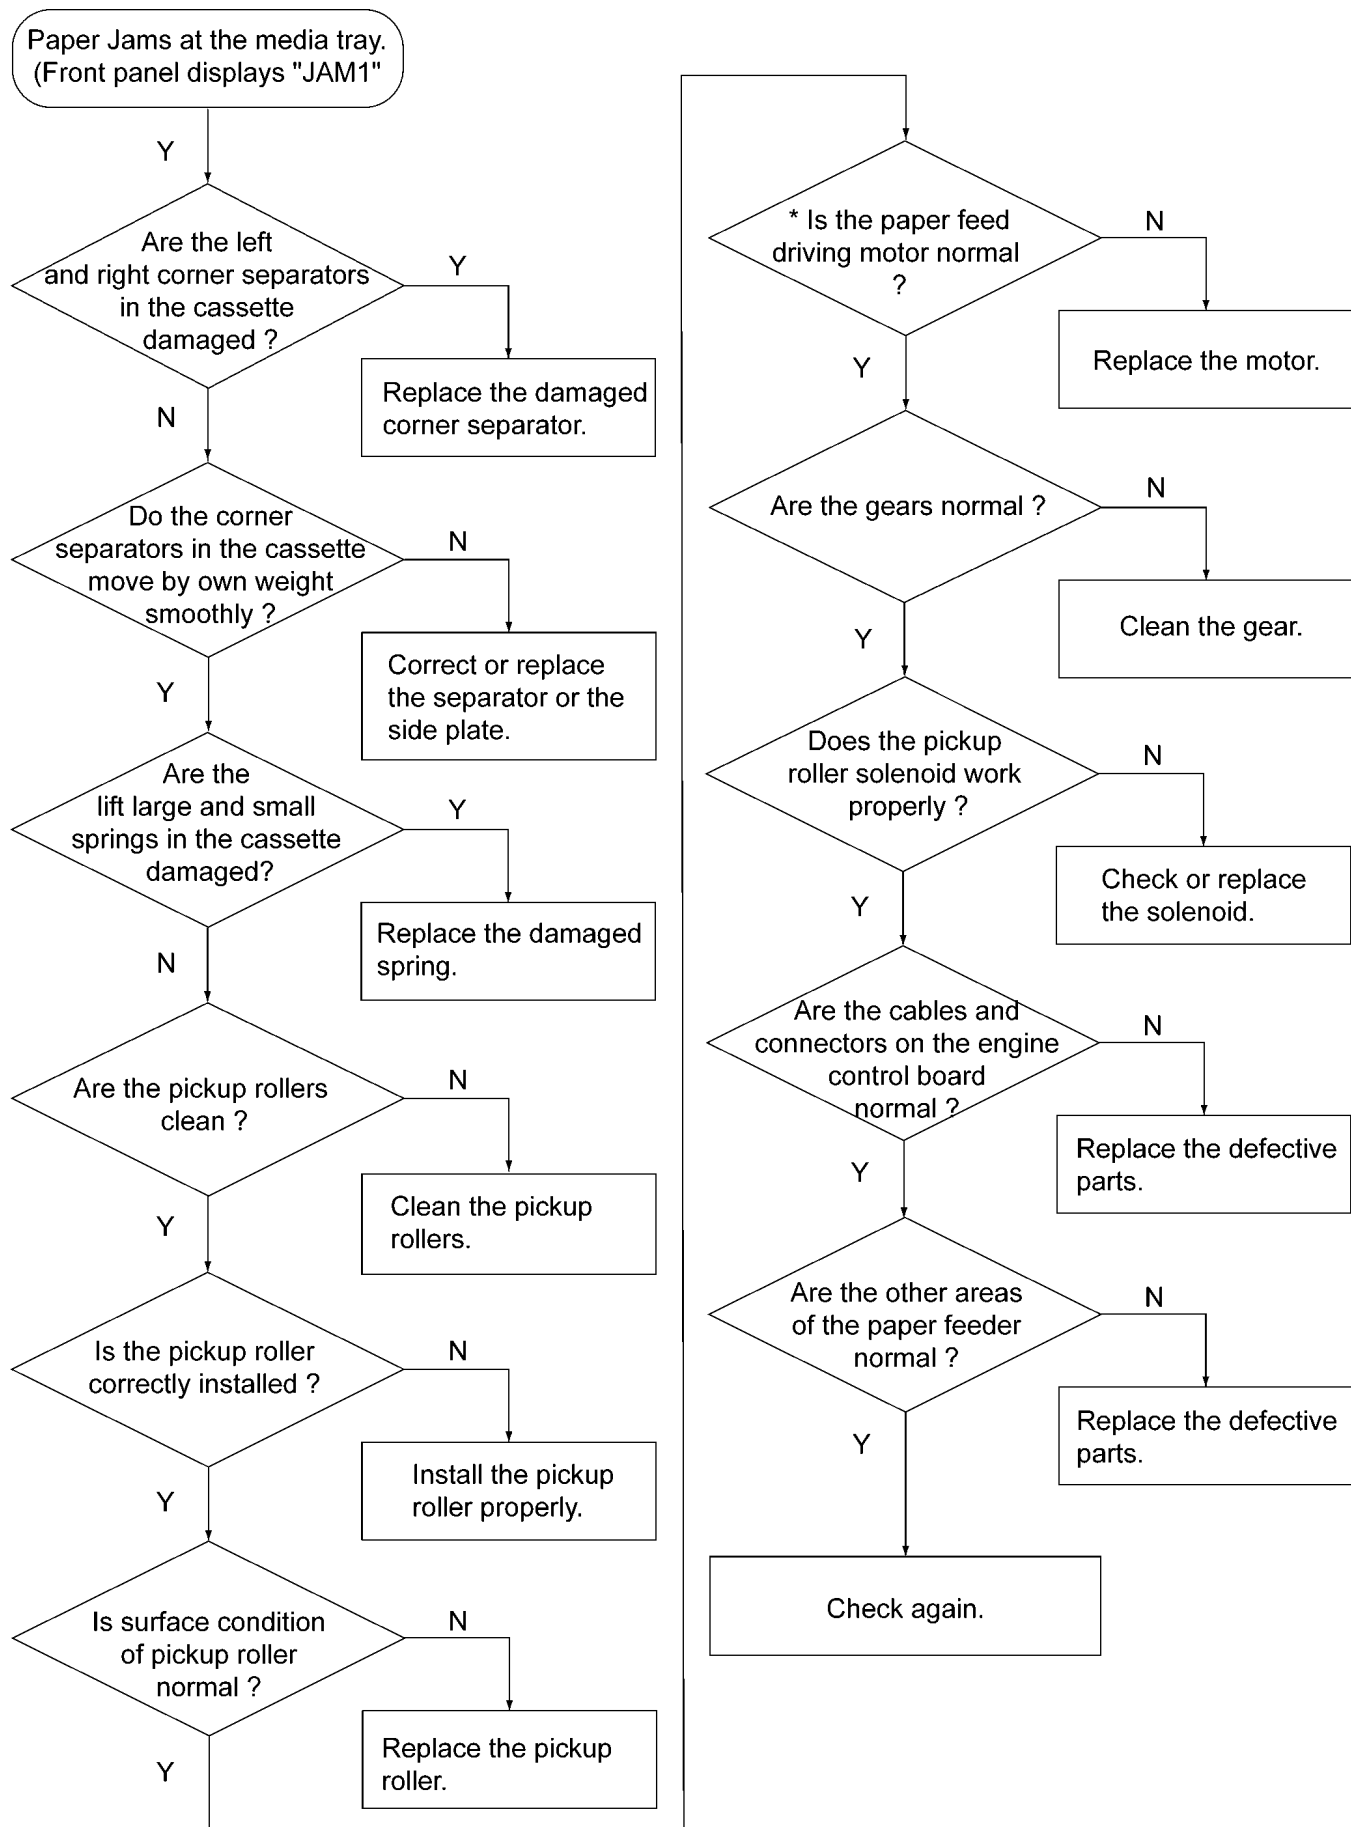 Paper Jams at the media tray.
(Front panel displays "JAM1"
Y
Are the left
and right corner separators
in the cassette
damaged ?
Y
Replace the damaged
corner separator.
N
Do the corner
separators in the cassette
move by own weight
smoothly ?
N
Correct or replace
the separator or the
side plate.
Y
Are the
lift large and small
springs in the cassette
damaged?
Y
Replace the damaged
spring.
N
Are the pickup rollers
clean ?
N
Clean the pickup
rollers.
Y
Is the pickup roller
correctly installed ?
N
Install the pickup
roller properly.
Y
Is surface condition
of pickup roller
normal ?
N
Replace the pickup
roller.
Y
* Is the paper feed
driving motor normal
?
N
Replace the motor.
Y
Are the gears normal ?
N
Clean the gear.
Y
Does the pickup
roller solenoid work
properly ?
N
Check or replace
the solenoid.
Y
Are the cables and
connectors on the engine
control board
normal ?
N
Replace the defective
parts.
Y
Are the other areas
of the paper feeder
normal ?
N
Replace the defective
parts.
Y
Check again.